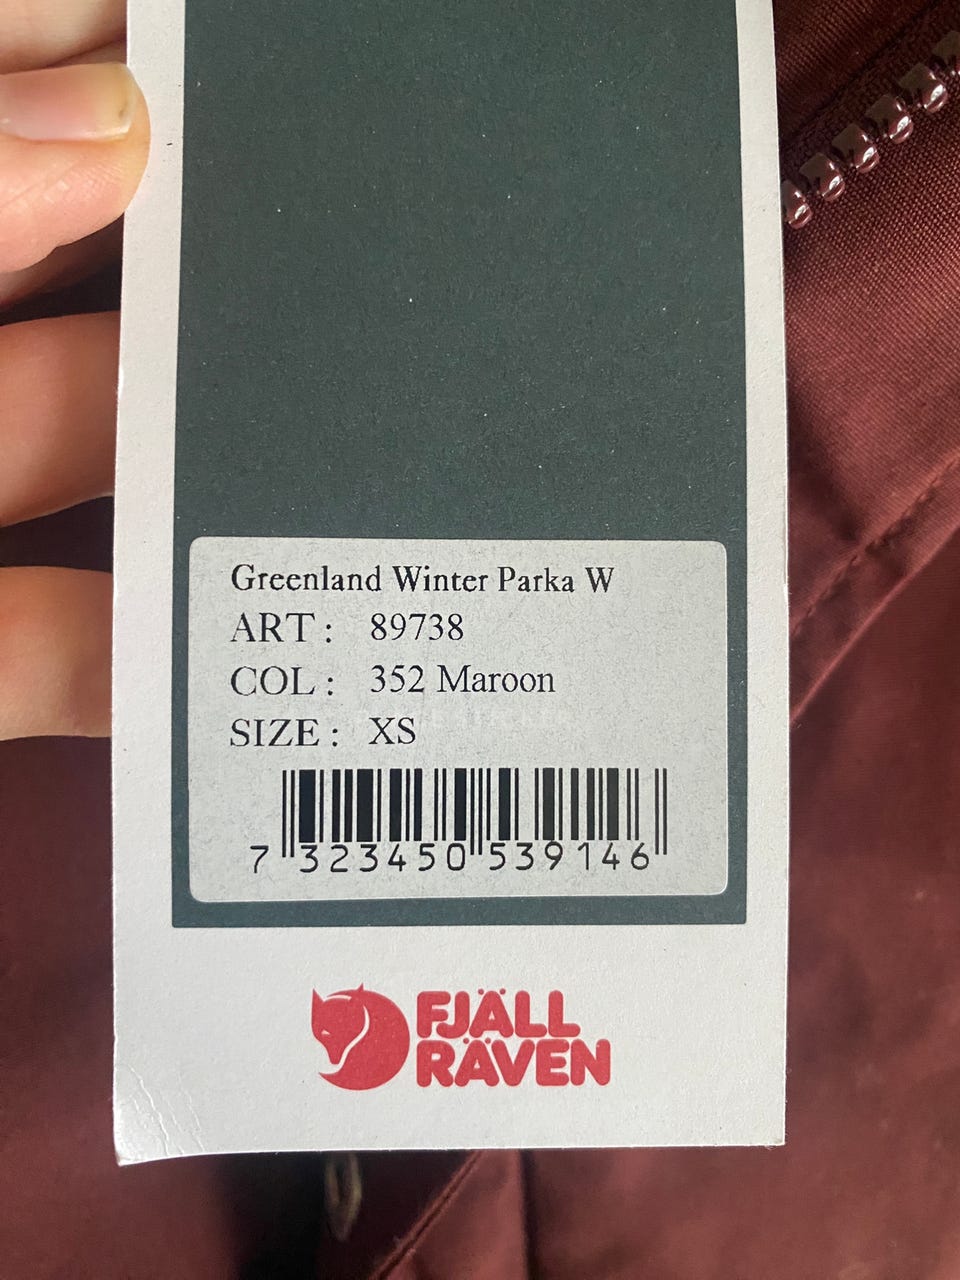 Greenland Winter Parka W
ART : 89738
COL : 352 Maroon
SIZE : XS
7 323450 539146
FJÄLL
RÄVEN